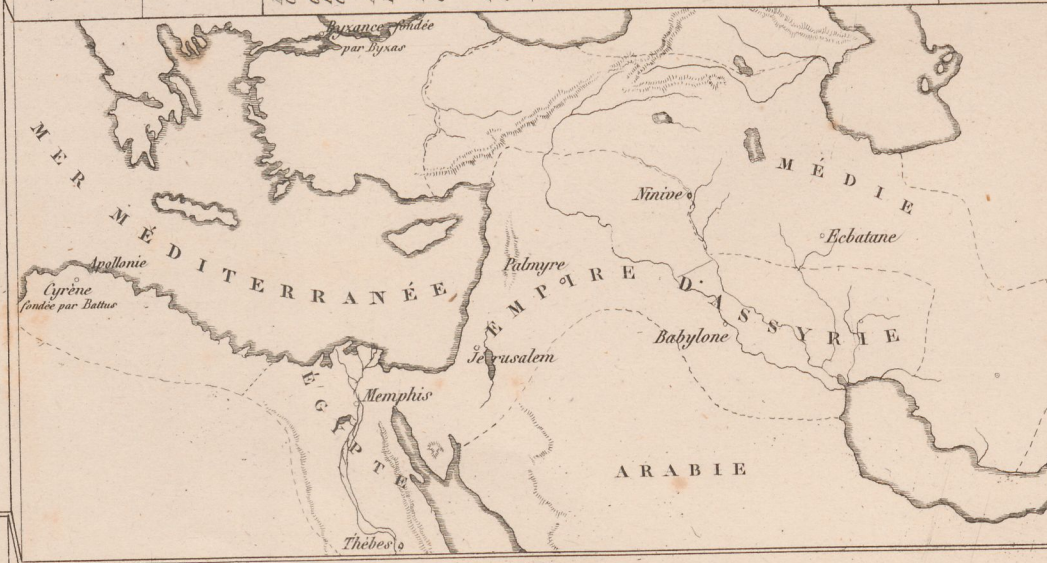 Byzance fondée
par Byzas
MER MÉDITERRANÉE
MÉDIE
Ninive
Ecbatane
Apollonie
Cyrène
fondée par Battus
Palmyre
EMPIRE D'ASSYRIE
Babylone
Jérusalem
Memphis
ÉGYPTE
ARABIE
Thèbes